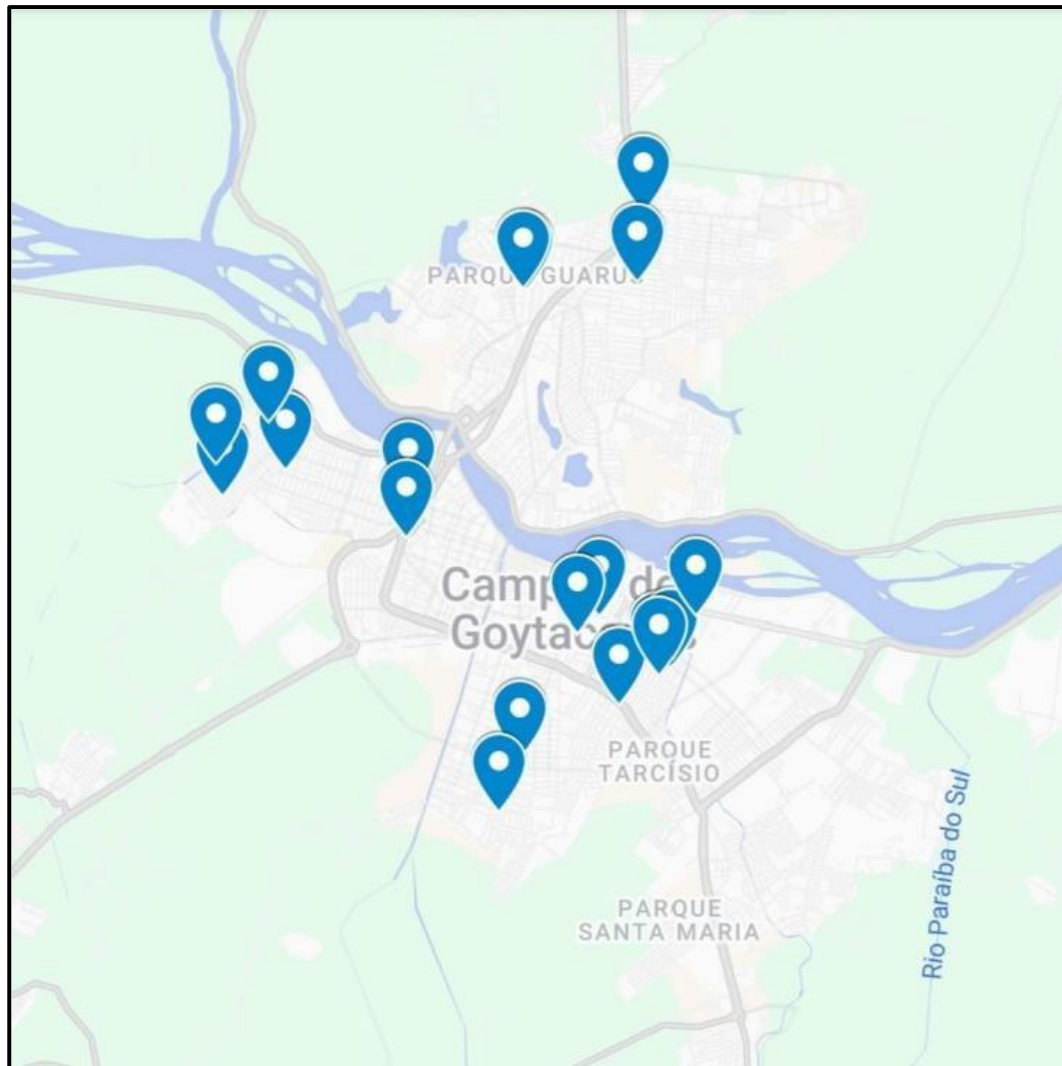 PARQUE GUARUS
Campos dos
Goytacazes
PARQUE
TARCÍSIO
PARQUE
SANTA MARIA
Rio Paraíba do Sul